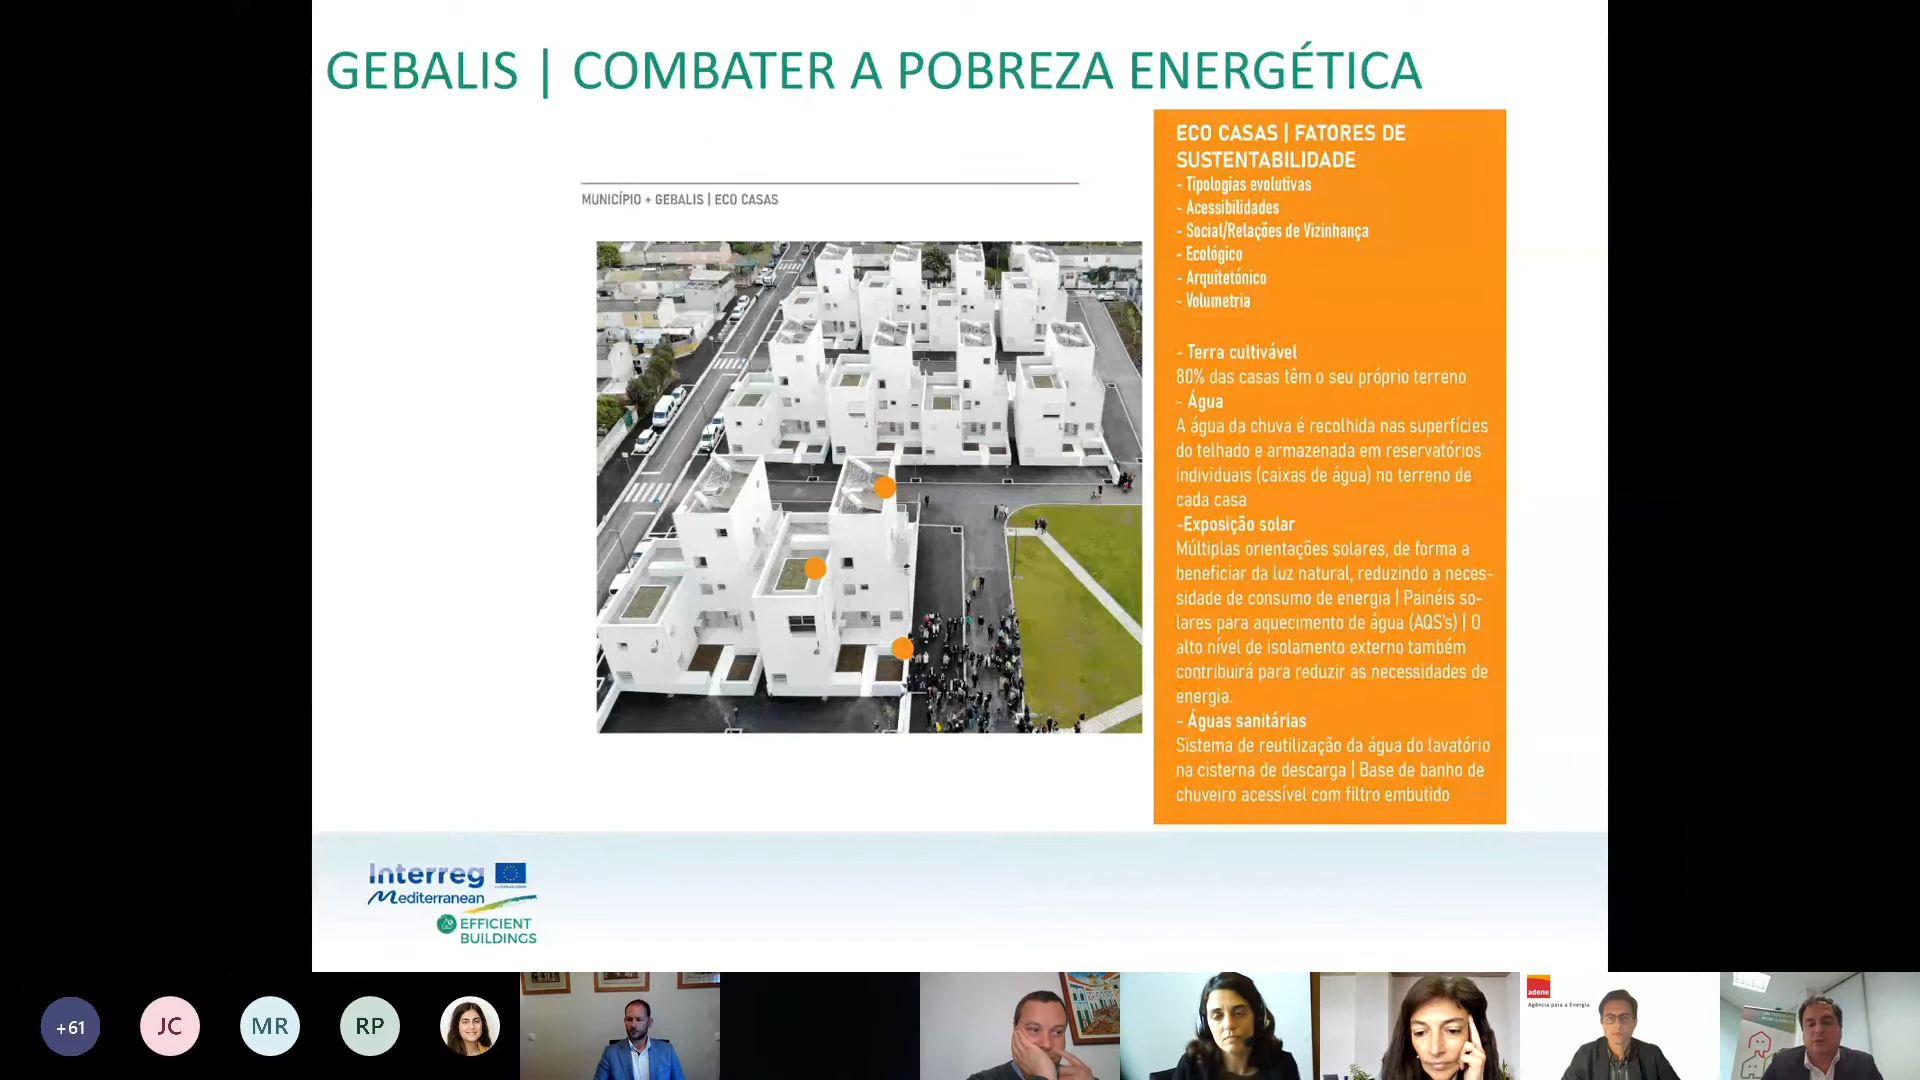 GEBALIS | COMBATER A POBREZA ENERGÉTICA
MUNICÍPIO + GEBALIS | ECO CASAS
ECO CASAS | FATORES DE
SUSTENTABILIDADE
- Tipologias evolutivas
- Acessibilidades
- Social/Relações de Vizinhança
- Ecológico
- Arquitetónico
- Volumetria
- Terra cultivável
80% das casas têm o seu próprio terreno
- Água
A água da chuva é recolhida nas superfícies
do telhado e armazenada em reservatórios
individuais (caixas de água) no terreno de
cada casa
-Exposição solar
Múltiplas orientações solares, de forma a
beneficiar da luz natural, reduzindo a neces-
sidade de consumo de energia | Painéis so-
lares para aquecimento de água (AQS's) | O
alto nível de isolamento externo também
contribuirá para reduzir as necessidades de
energia.
- Águas sanitárias
Sistema de reutilização da água do lavatório
na cisterna de descarga | Base de banho de
chuveiro acessível com filtro embutido
Interreg
Mediterranean
EFFICIENT
BUILDINGS
+61
JC
MR
RP
adene
Agência para a Energia